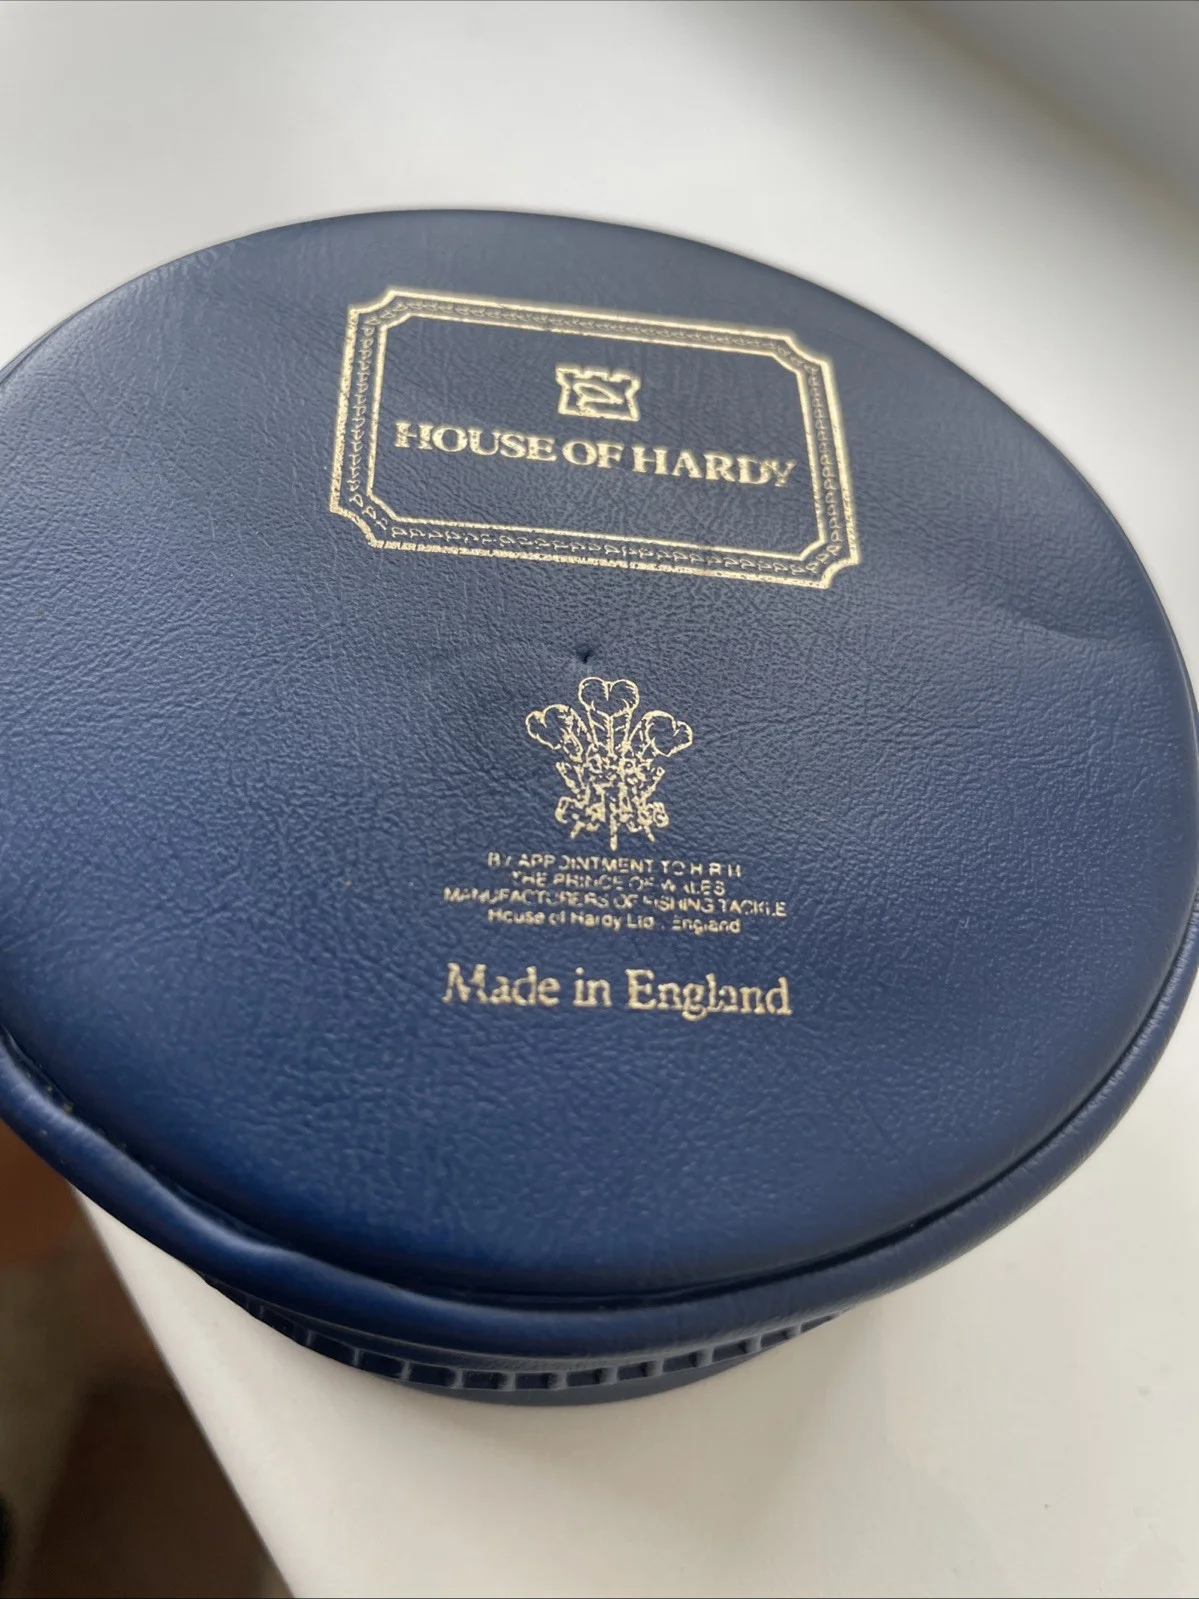 HOUSE OF HARDY
BY APPOINTMENT TO H R H
THE PRINCE OF WALES
MANUFACTURERS OF FISHING TACKLE
House of Hardy Ltd., England
Made in England